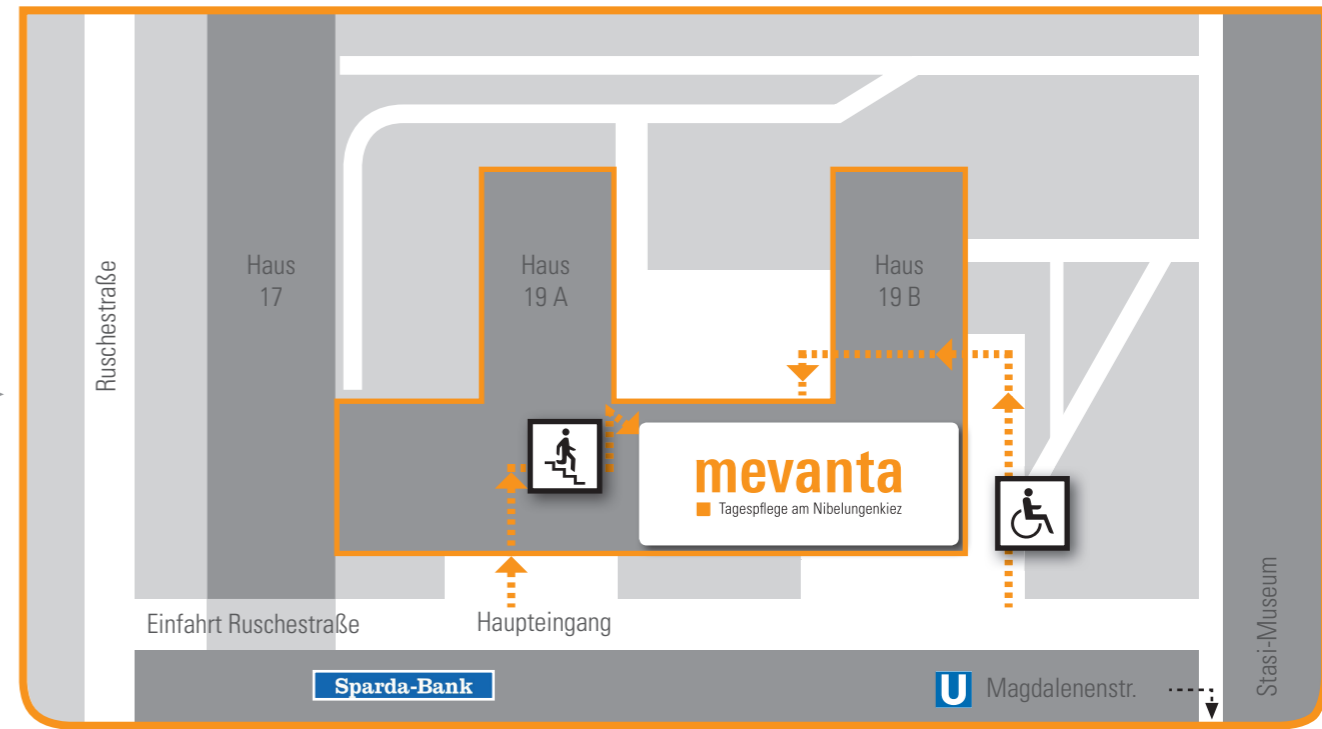 Ruschestraße
Haus
17
Haus
19 A
Haus
19 B
mevanta
Tagespflege am Nibelungenkiez
Einfahrt Ruschestraße
Haupteingang
Stasi-Museum
Sparda-Bank
U Magdalenenstr.